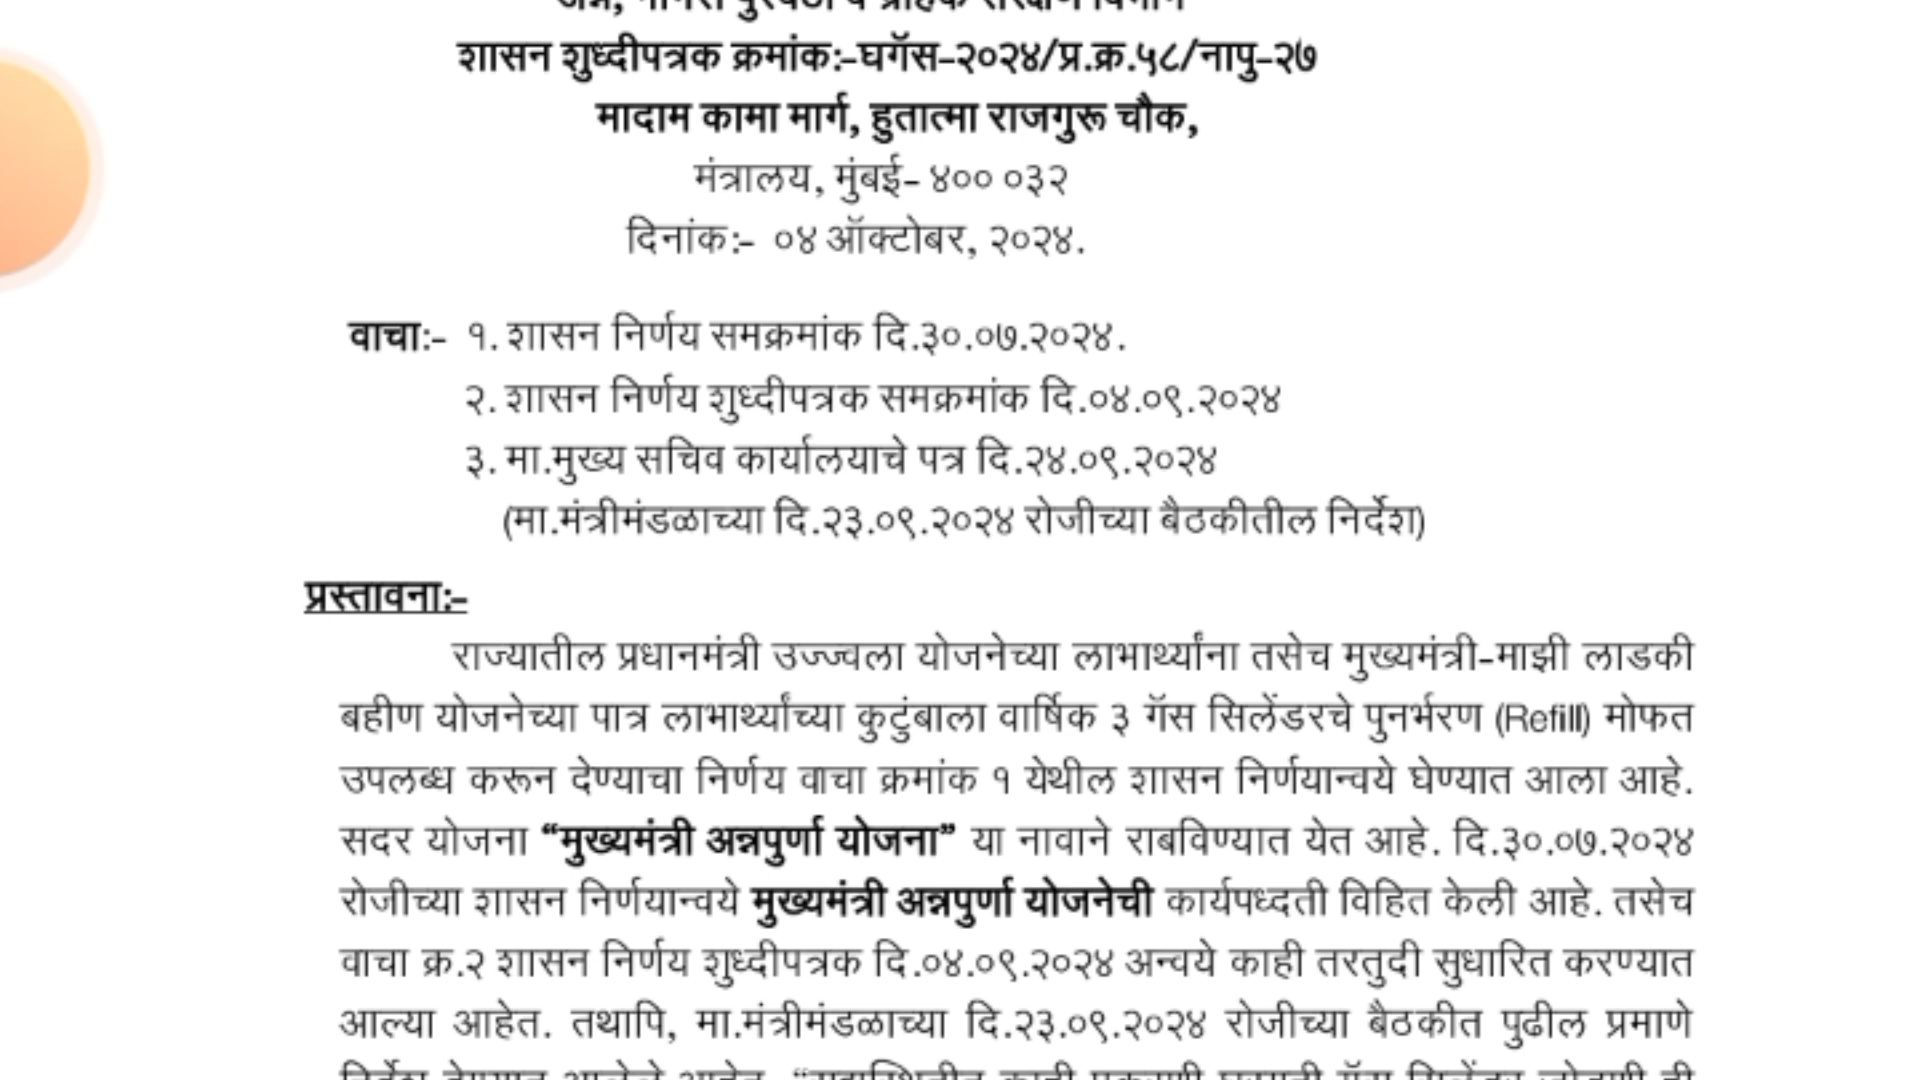 शासन शुध्दीपत्रक क्रमांक:-घगॅस-२०२४/प्र.क्र.५८/नापु-२७
मादाम कामा मार्ग, हुतात्मा राजगुरू चौक,
मंत्रालय, मुंबई- ४०० ०३२
दिनांक:- ०४ ऑक्टोबर, २०२४.
वाचा:- १. शासन निर्णय समक्रमांक दि.३०.०७.२०२४.
२. शासन निर्णय शुध्दीपत्रक समक्रमांक दि.०४.०९.२०२४
३. मा.मुख्य सचिव कार्यालयाचे पत्र दि.२४.०९.२०२४
(मा.मंत्रीमंडळाच्या दि.२३.०९.२०२४ रोजीच्या बैठकीतील निर्देश)
प्रस्तावना:-
राज्यातील प्रधानमंत्री उज्ज्वला योजनेच्या लाभार्थ्यांना तसेच मुख्यमंत्री-माझी लाडकी
बहीण योजनेच्या पात्र लाभार्थ्यांच्या कुटुंबाला वार्षिक ३ गॅस सिलेंडरचे पुनर्भरण (Refill) मोफत
उपलब्ध करून देण्याचा निर्णय वाचा क्रमांक १ येथील शासन निर्णयान्वये घेण्यात आला आहे.
सदर योजना “मुख्यमंत्री अन्नपुर्णा योजना” या नावाने राबविण्यात येत आहे. दि.३०.०७.२०२४
रोजीच्या शासन निर्णयान्वये मुख्यमंत्री अन्नपुर्णा योजनेची कार्यपध्दती विहित केली आहे. तसेच
वाचा क्र.२ शासन निर्णय शुध्दीपत्रक दि.०४.०९.२०२४ अन्वये काही तरतुदी सुधारित करण्यात
आल्या आहेत. तथापि, मा.मंत्रीमंडळाच्या दि.२३.०९.२०२४ रोजीच्या बैठकीत पुढील प्रमाणे